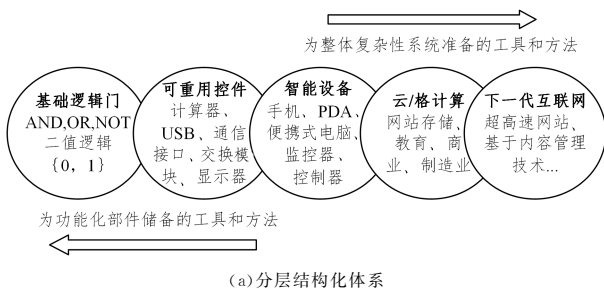 为整体复杂性系统准备的工具和方法
基础逻辑门
AND,OR,NOT
二值逻辑
{0，1}
可重用控件
计算器、
USB、通信
接口、交换模
块、显示器
智能设备
手机、PDA、
便携式电脑、
监控器、
控制器
云/格计算
网站存储、
教育、商
业、制造业
下一代互联网
超高速网站、
基于内容管理
技术...
为功能化部件储备的工具和方法
(a)分层结构化体系